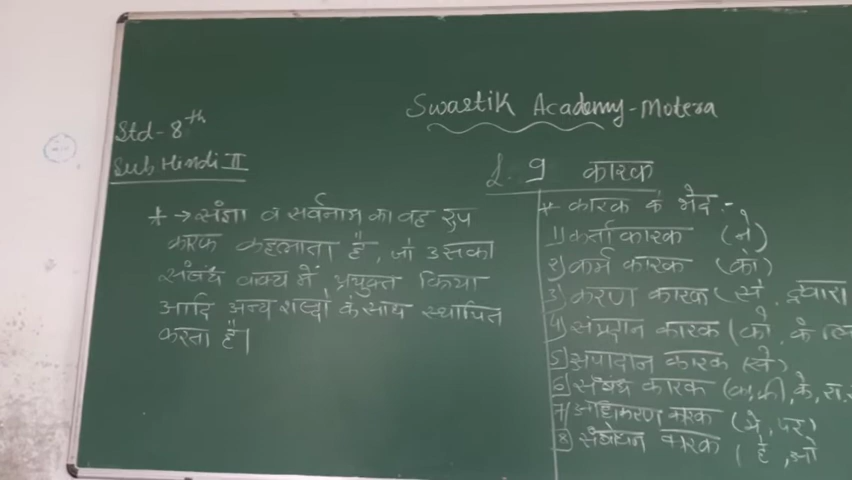 Swastik Academy-Motera
Std-8th
Sub Hindi II
L. 9 कारक
* → संज्ञा व सर्वनाम का वह रुप
कारक कहलाता है, जो उसका
संबंध वाक्य में प्रयुक्त क्रिया
आदि अन्य शब्दो के साथ स्थापित
करता है|
* कारक के भेद :-
1) कर्ता कारक (ने)
2) कर्म कारक (को)
3) करण कारक (से, द्वारा
4) संप्रदान कारक (को, के लि
5) अपादान कारक (से)
6) संबंध कारक (का, की, के, रा,
7) अधिकरण कारक (मे, पर)
8) संबोधन कारक (हे, ओ